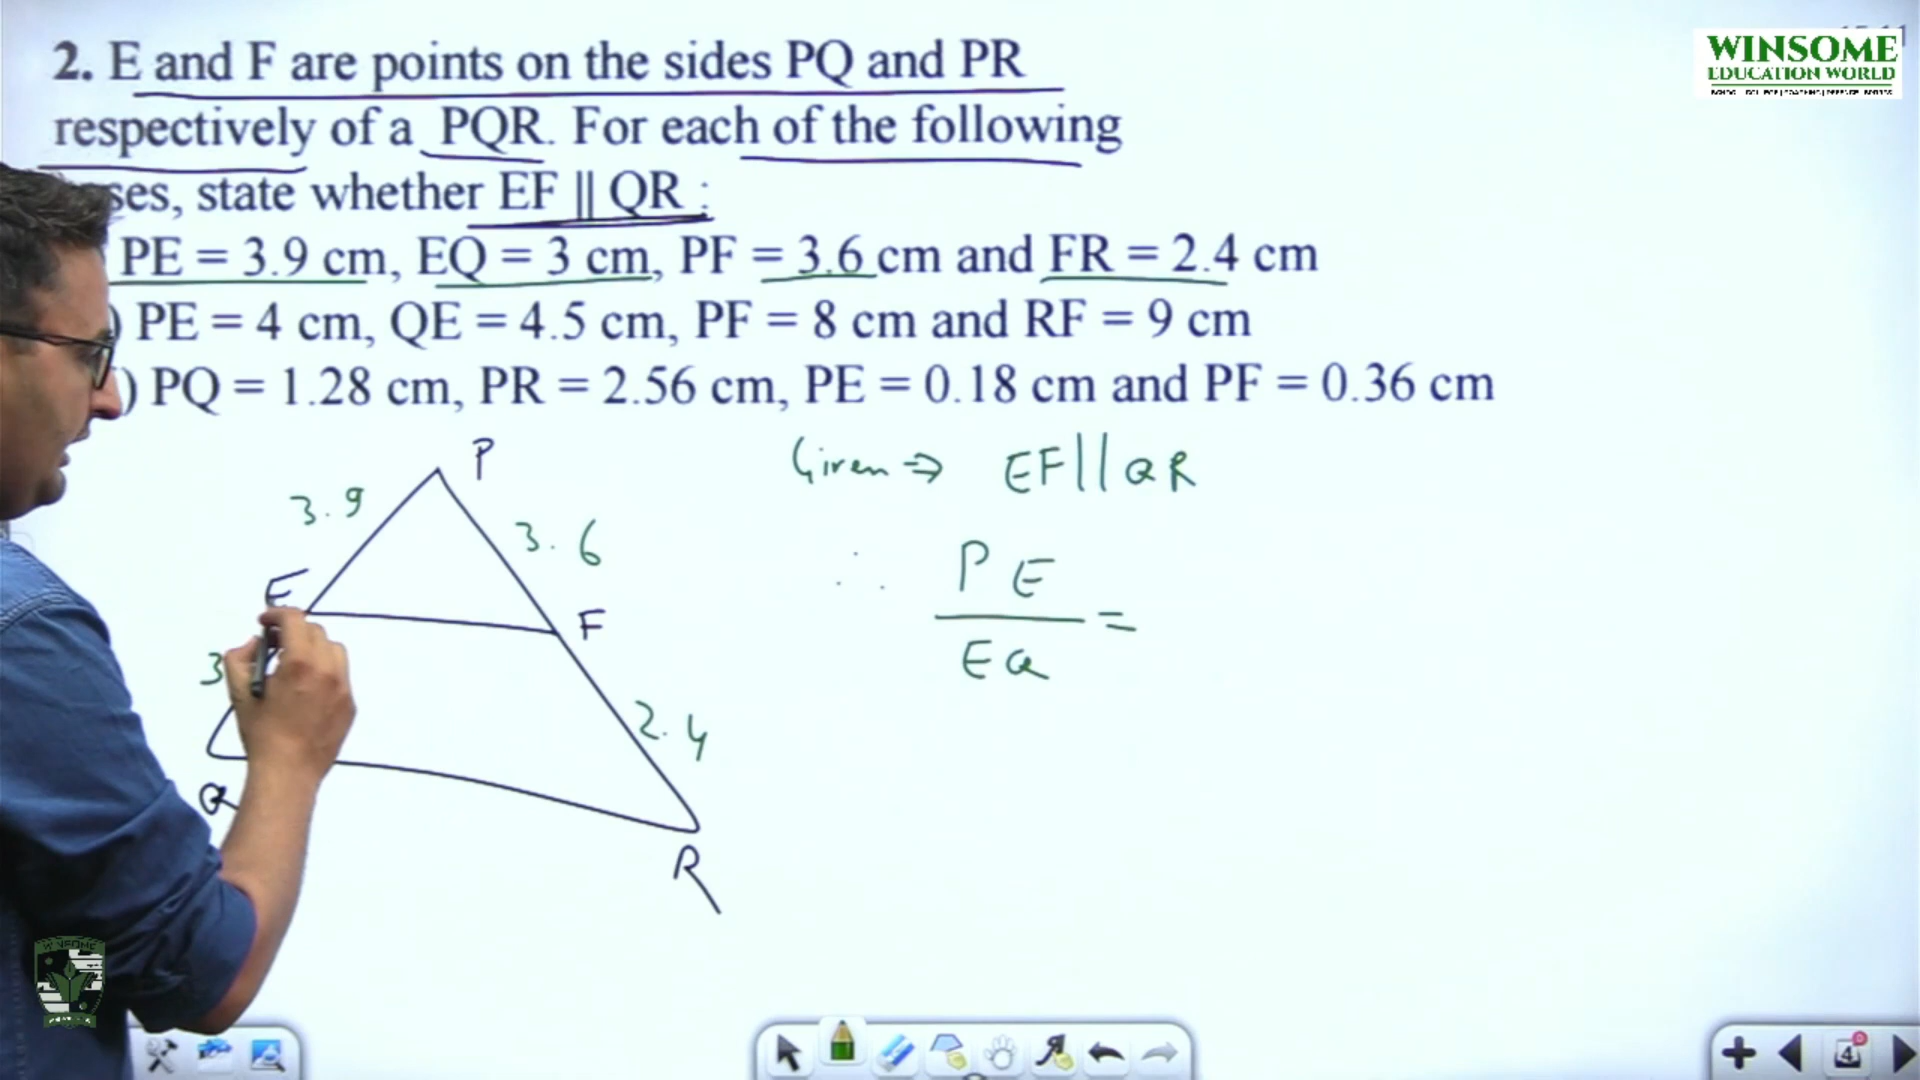 2. E and F are points on the sides PQ and PR
respectively of a PQR. For each of the following
ses, state whether EF || QR :
PE = 3.9 cm, EQ = 3 cm, PF = 3.6 cm and FR = 2.4 cm
) PE = 4 cm, QE = 4.5 cm, PF = 8 cm and RF = 9 cm
) PQ = 1.28 cm, PR = 2.56 cm, PE = 0.18 cm and PF = 0.36 cm
WINSOME
EDUCATION WORLD
P
3.9
3.6
E
F
3
2.4
Q
R
Given ⇒ EF || QR
∴ PE
=
EQ
4